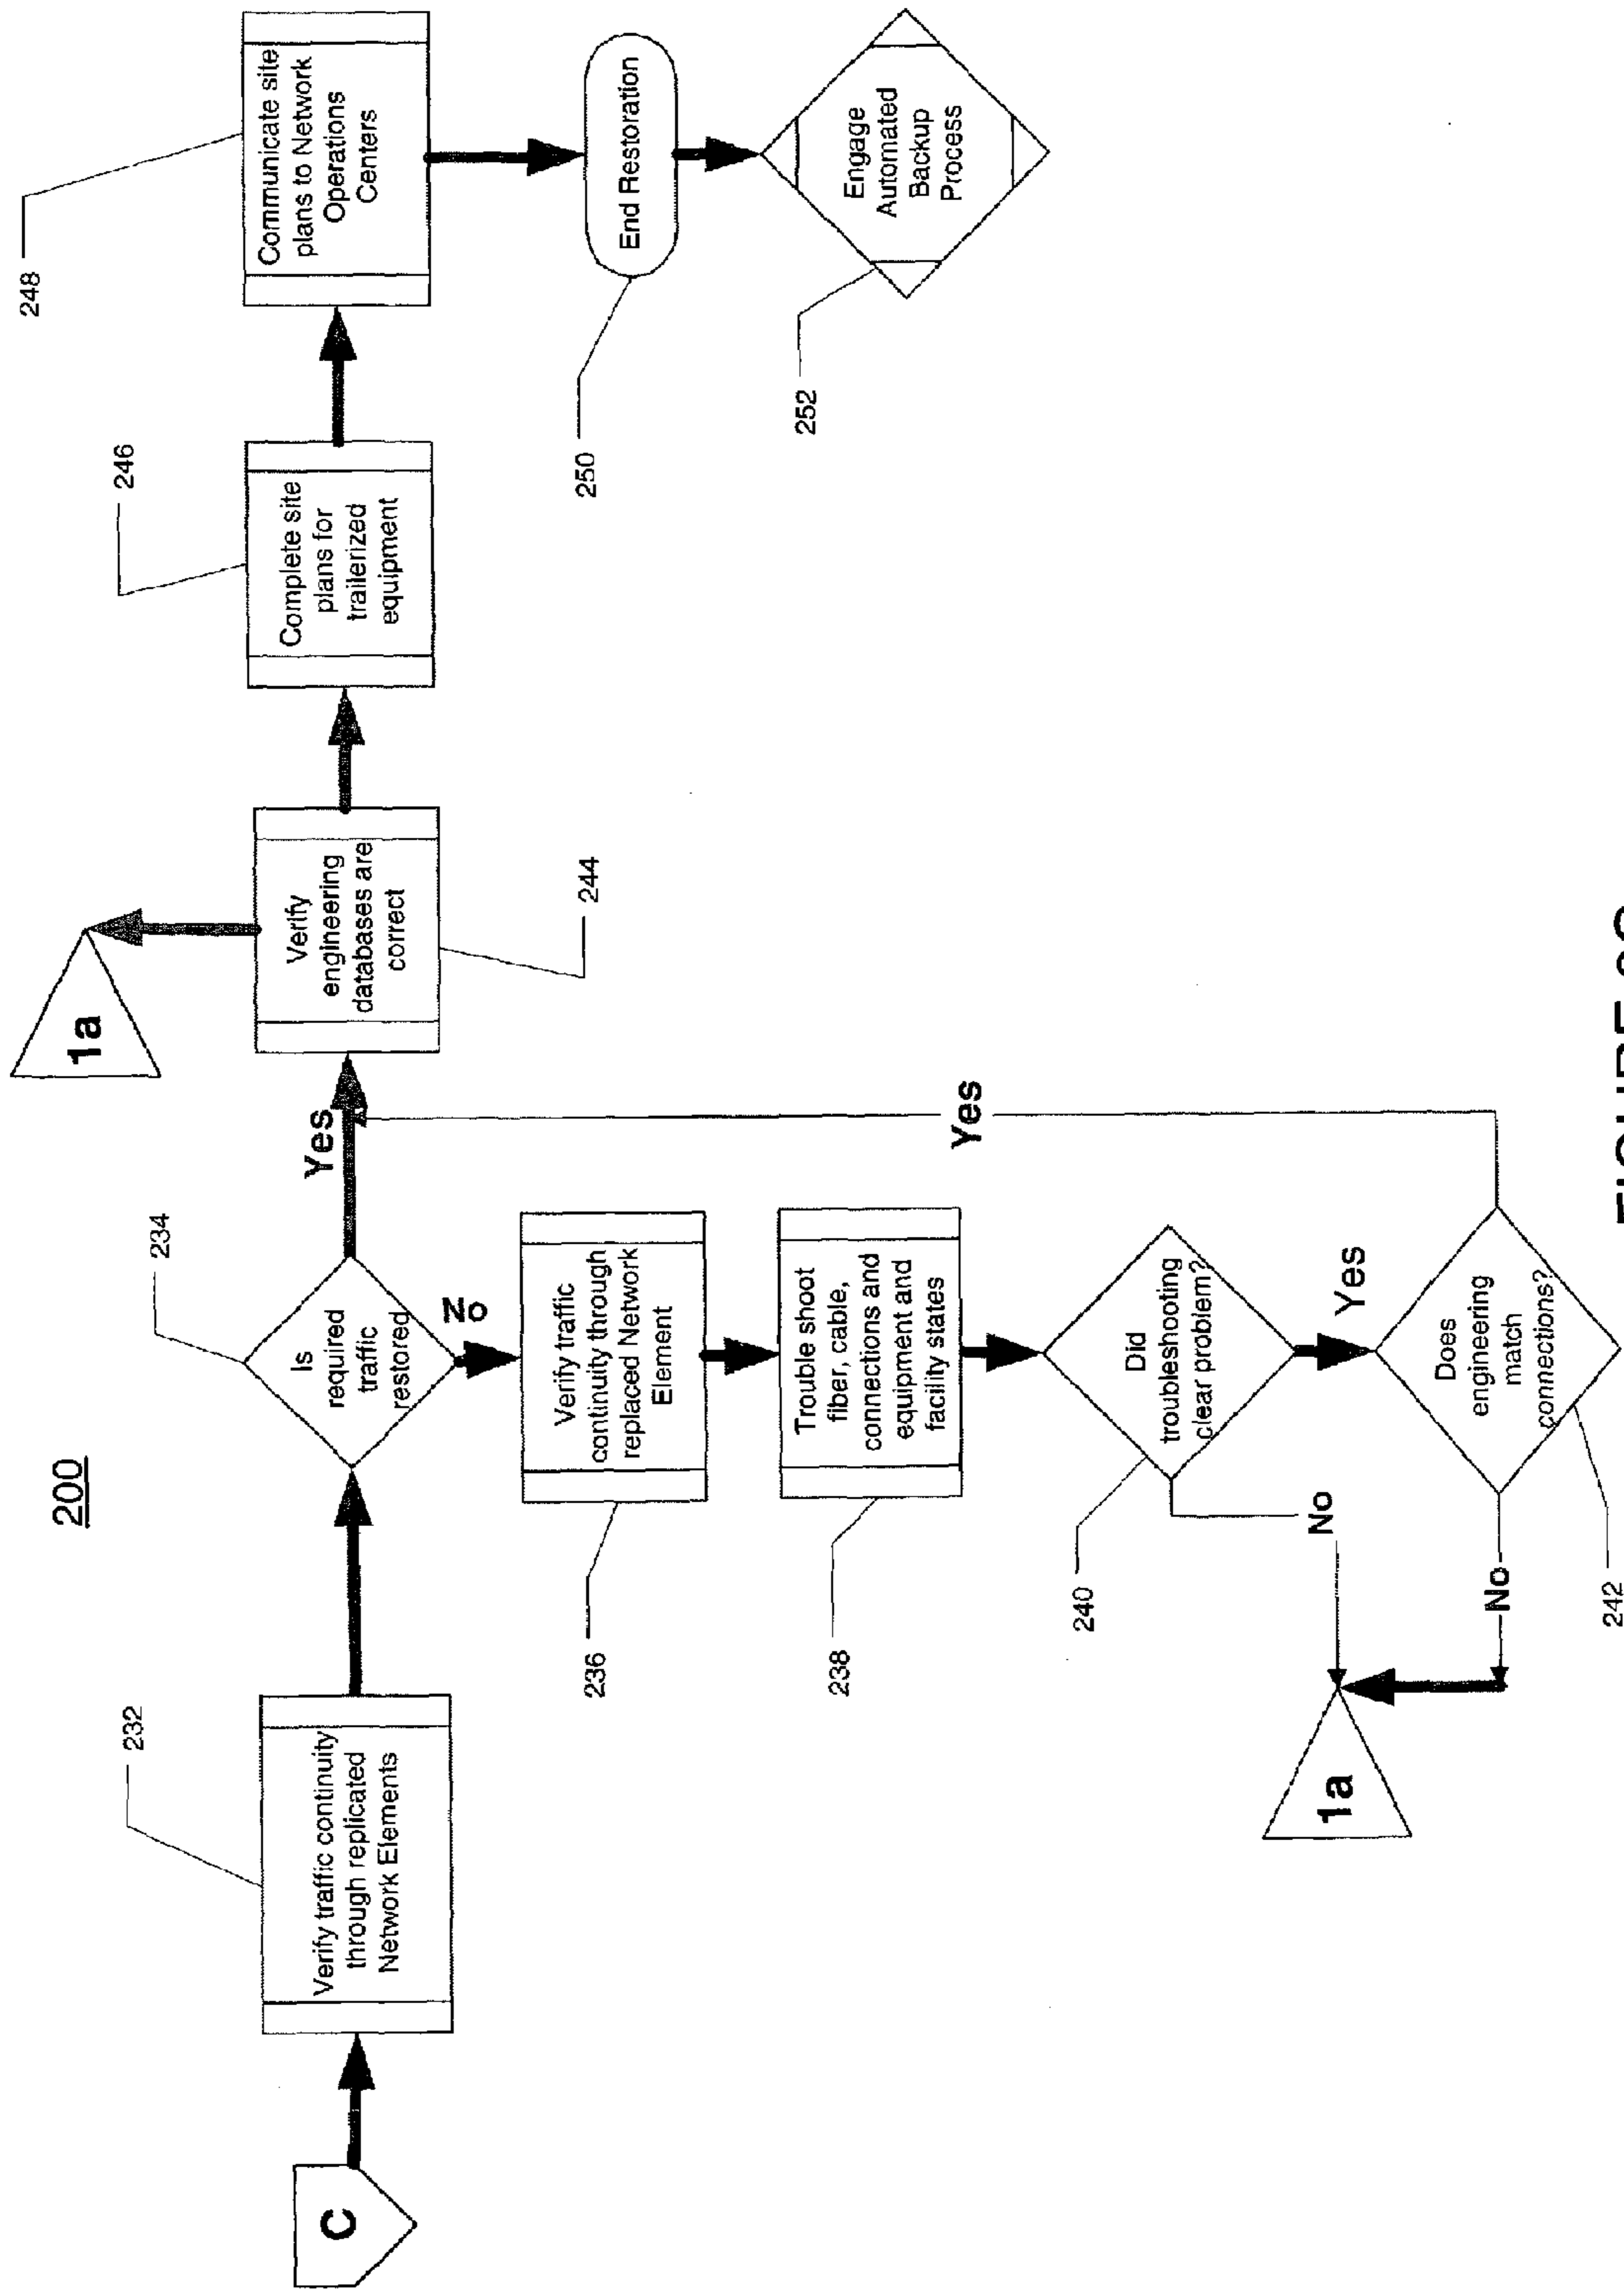 200
C
232
Verify traffic continuity
through replicated
Network Elements
234
Is
required
traffic
restored
Yes
No
236
Verify traffic
continuity through
replaced Network
Element
238
Trouble shoot
fiber, cable,
connections and
equipment and
facility states
240
Did
troubleshooting
clear problem?
No
Yes
242
Does
engineering
match
connections?
No
Yes
1a
1a
244
Verify
engineering
databases are
correct
246
Complete site
plans for
trailerized
equipment
248
Communicate site
plans to Network
Operations
Centers
250
End Restoration
252
Engage
Automated
Backup
Process